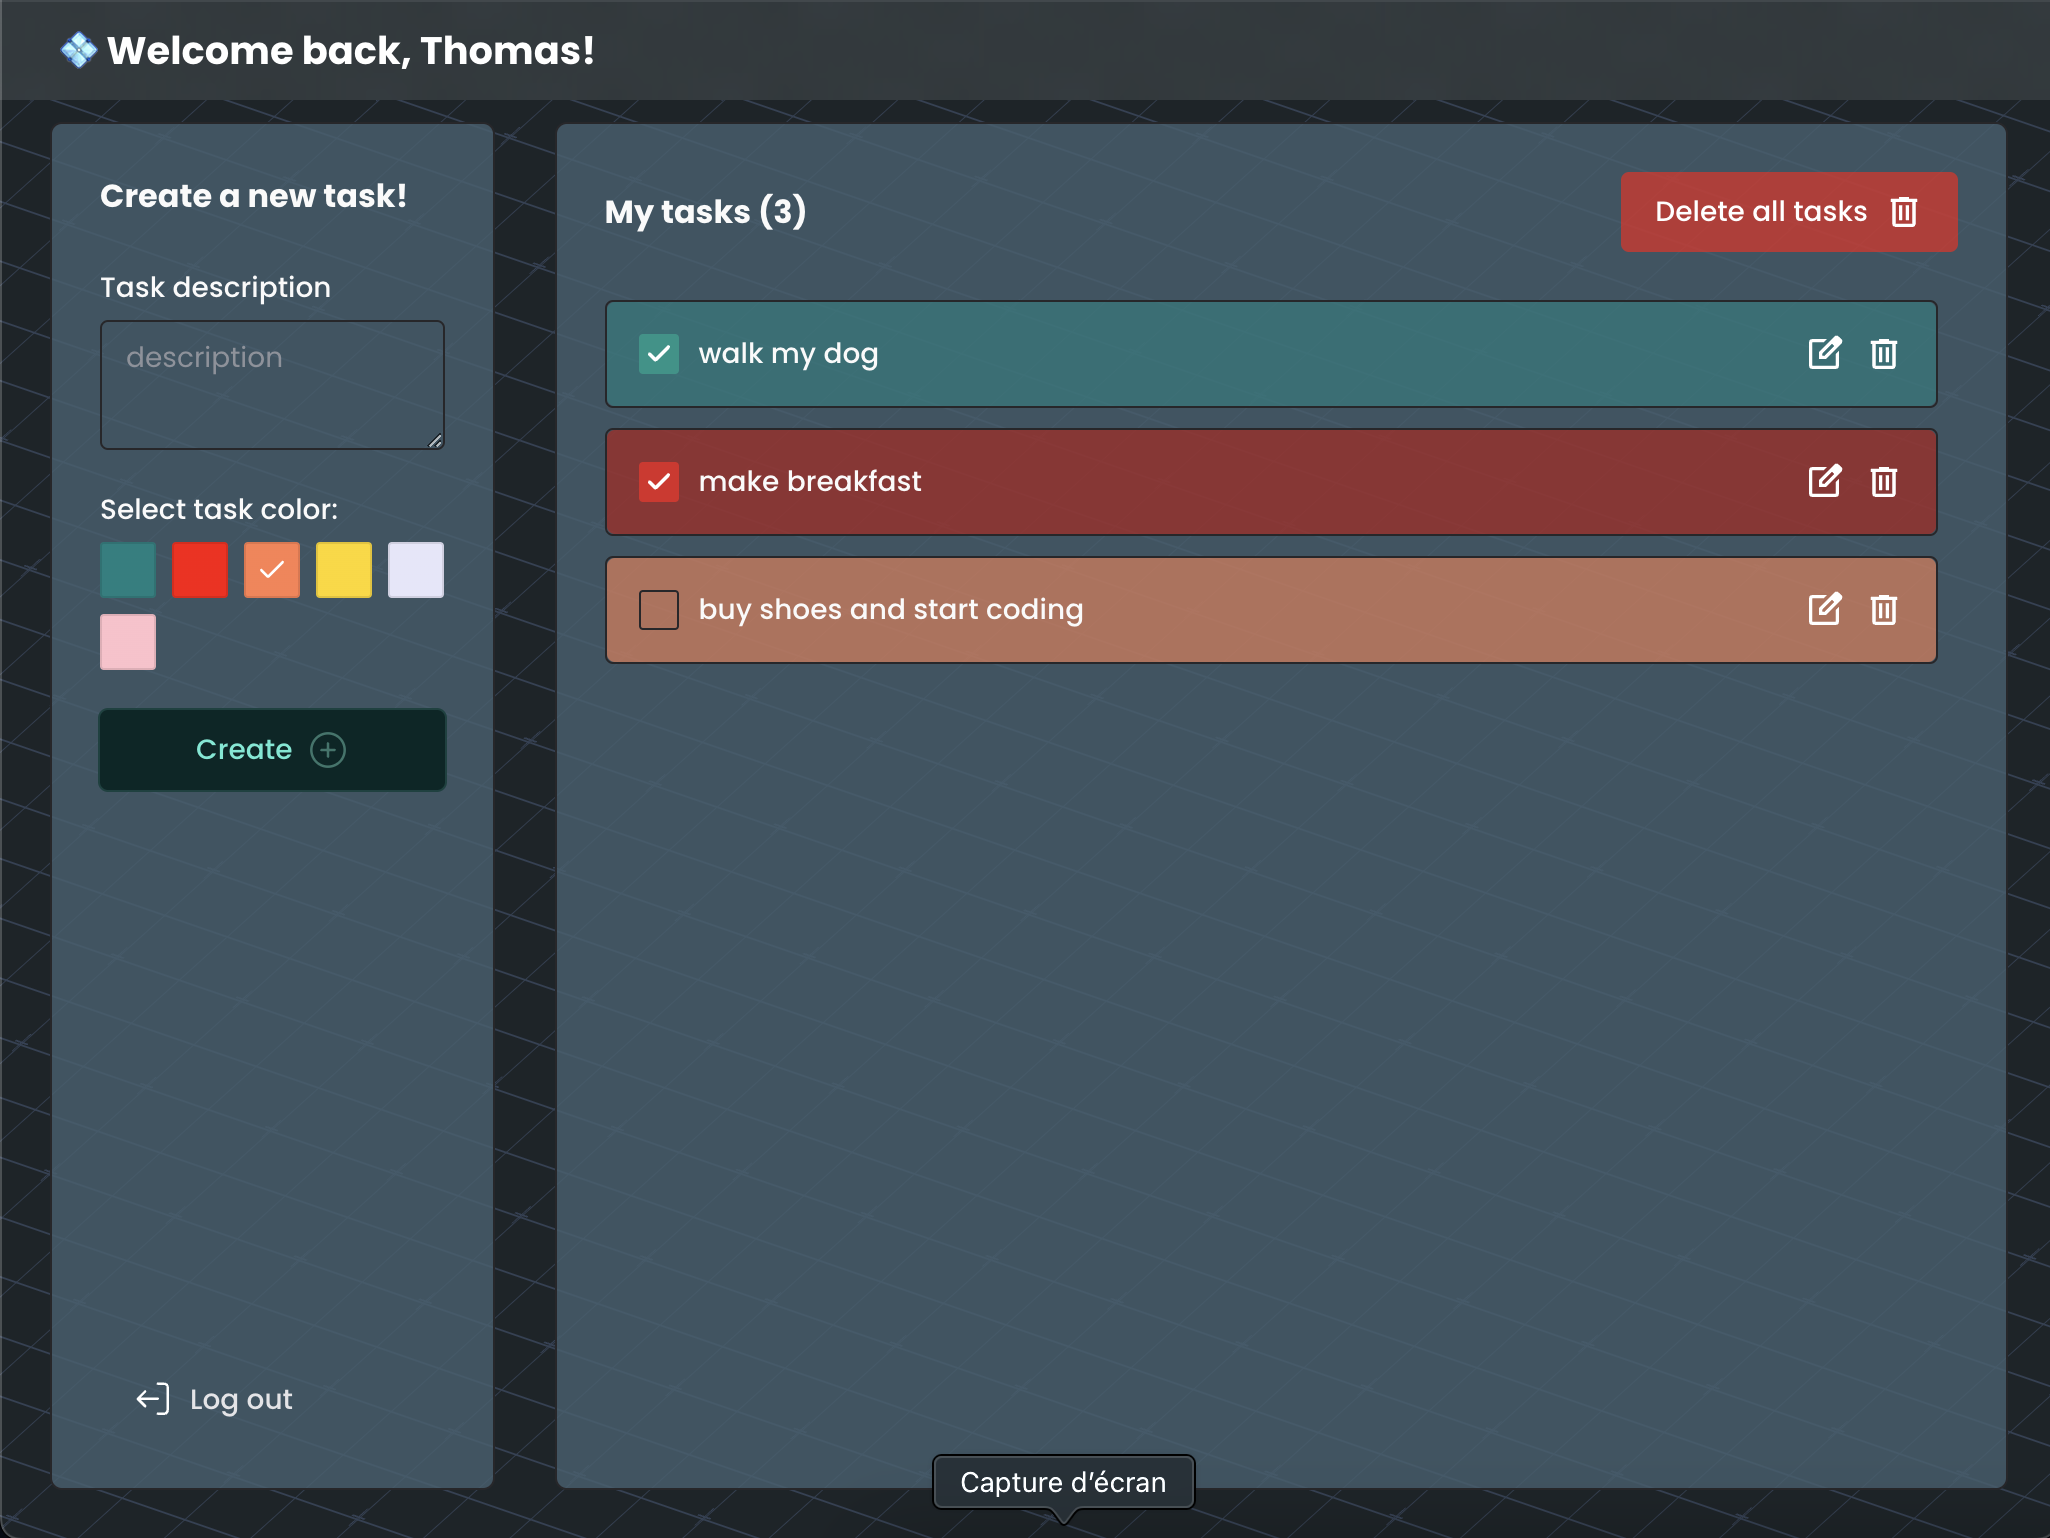 Welcome back, Thomas!
Create a new task!
Task description
description
Select task color:
Create
Log out
My tasks (3)
Delete all tasks
walk my dog
make breakfast
buy shoes and start coding
Capture d’écran